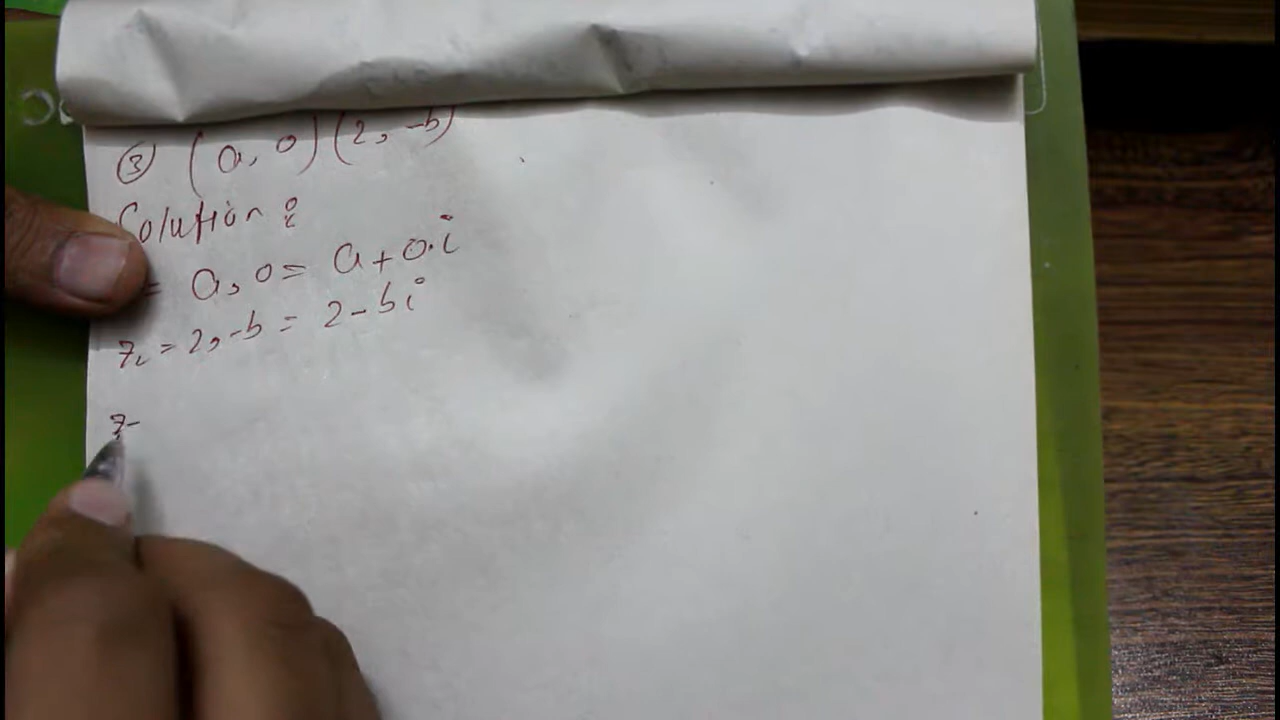 ③ (a, 0)(2, -b)
Solution :
= a, 0 = a + 0.i
z₂ = 2, -b = 2 - bi
z